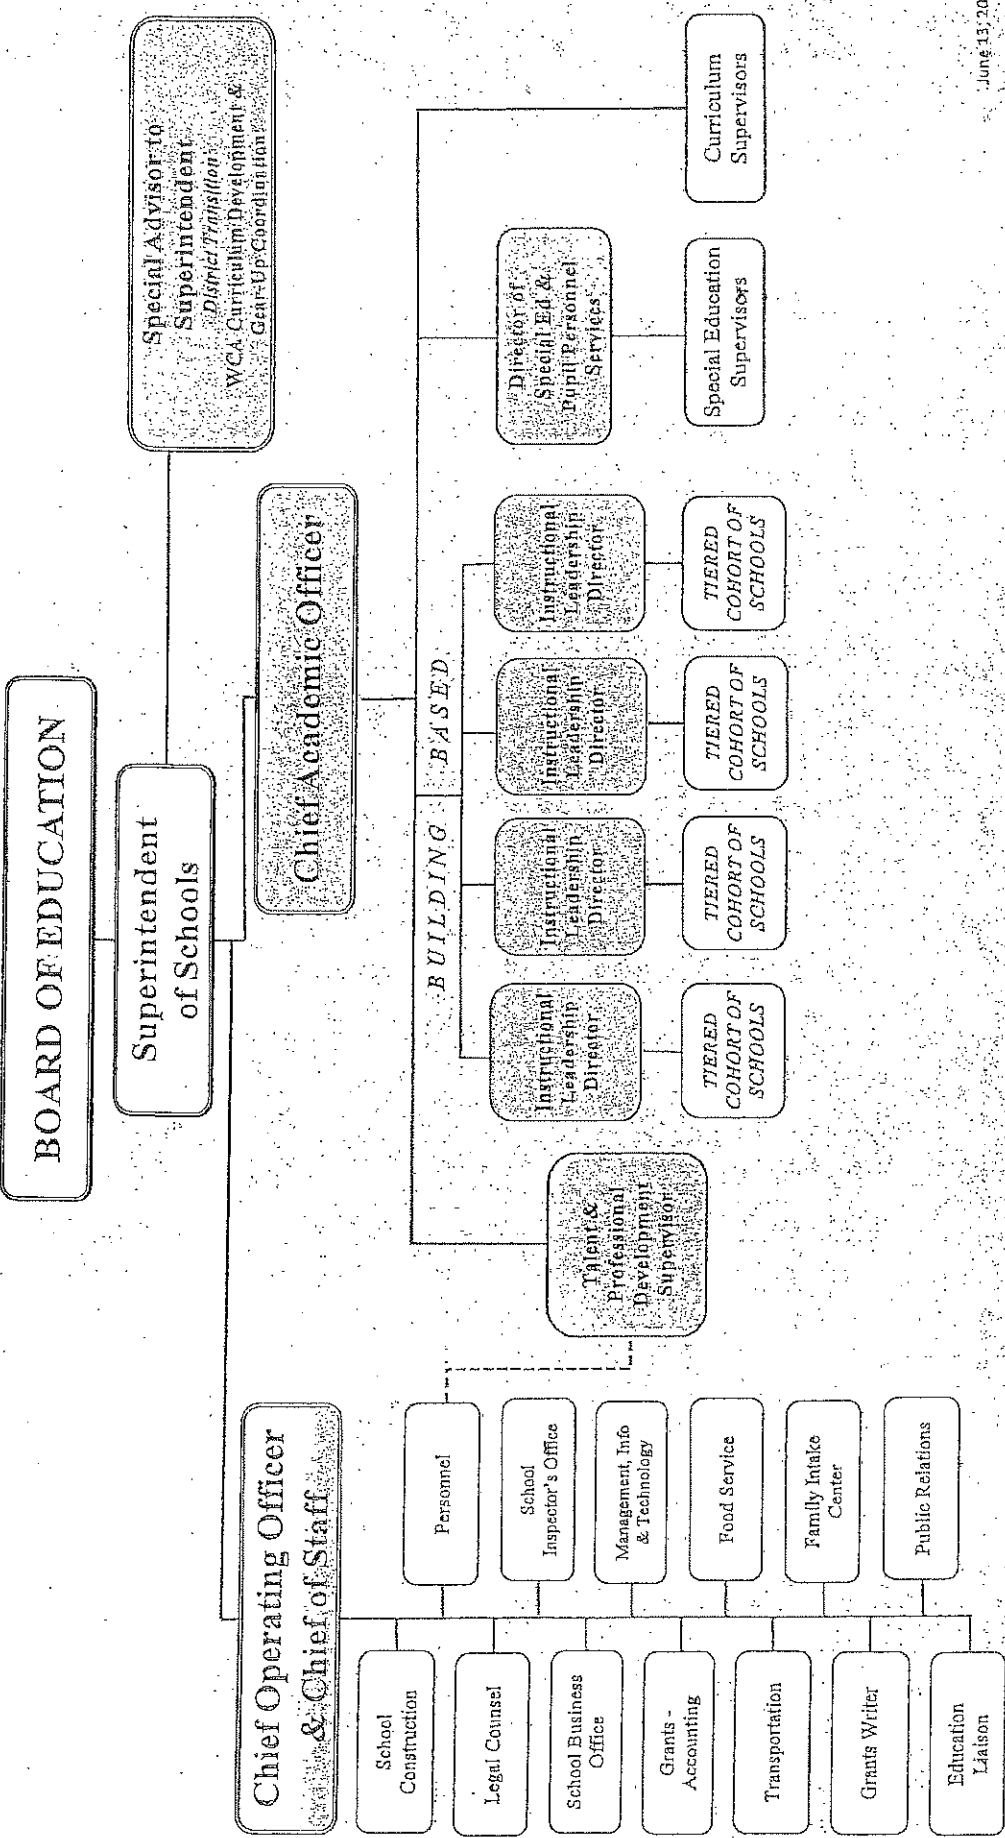 BOARD OF EDUCATION
Superintendent
of Schools
Special Advisor to
Superintendent
District Transition
WCA Curriculum Development &
Gear-Up Coordination
Chief Operating Officer
& Chief of Staff
Chief Academic Officer
School
Construction
Legal Counsel
School Business
Office
Grants -
Accounting
Transportation
Grants Writer
Education
Liaison
Personnel
School
Inspector's Office
Management, Info
& Technology
Food Service
Family Intake
Center
Public Relations
Talent &
Professional
Development
Supervisor
BUILDING BASED
Instructional
Leadership
Director
Instructional
Leadership
Director
Instructional
Leadership
Director
Instructional
Leadership
Director
TIERED
COHORT OF
SCHOOLS
TIERED
COHORT OF
SCHOOLS
TIERED
COHORT OF
SCHOOLS
TIERED
COHORT OF
SCHOOLS
Director of
Special Ed &
Pupil Personnel
Services
Special Education
Supervisors
Curriculum
Supervisors
June 13, 20